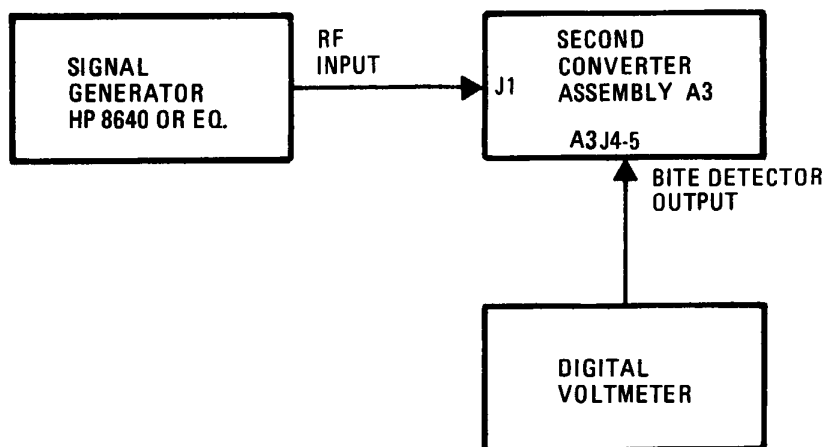 SIGNAL
GENERATOR
HP 8640 OR EQ.
RF
INPUT
J1
SECOND
CONVERTER
ASSEMBLY A3
A3J4-5
BITE DETECTOR
OUTPUT
DIGITAL
VOLTMETER